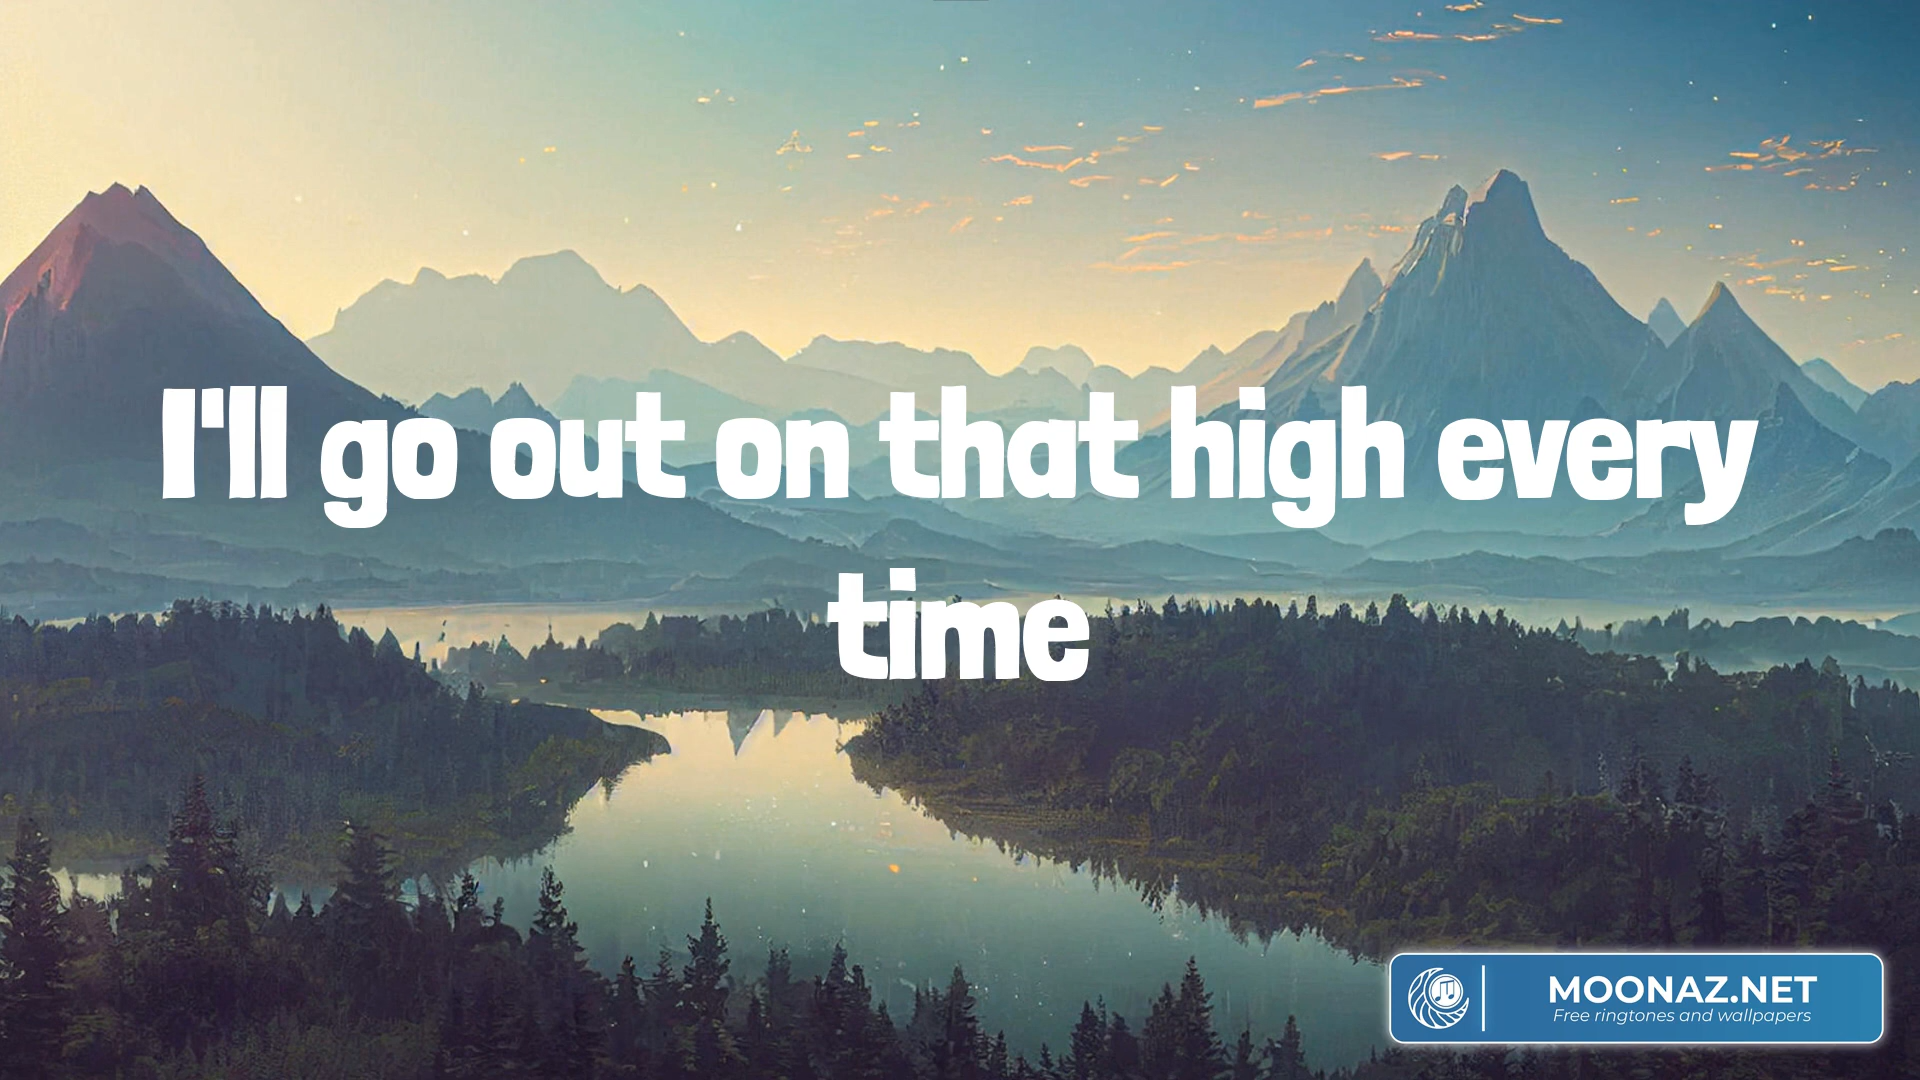 I'll go out on that high every
time
MOONAZ.NET
Free ringtones and wallpapers